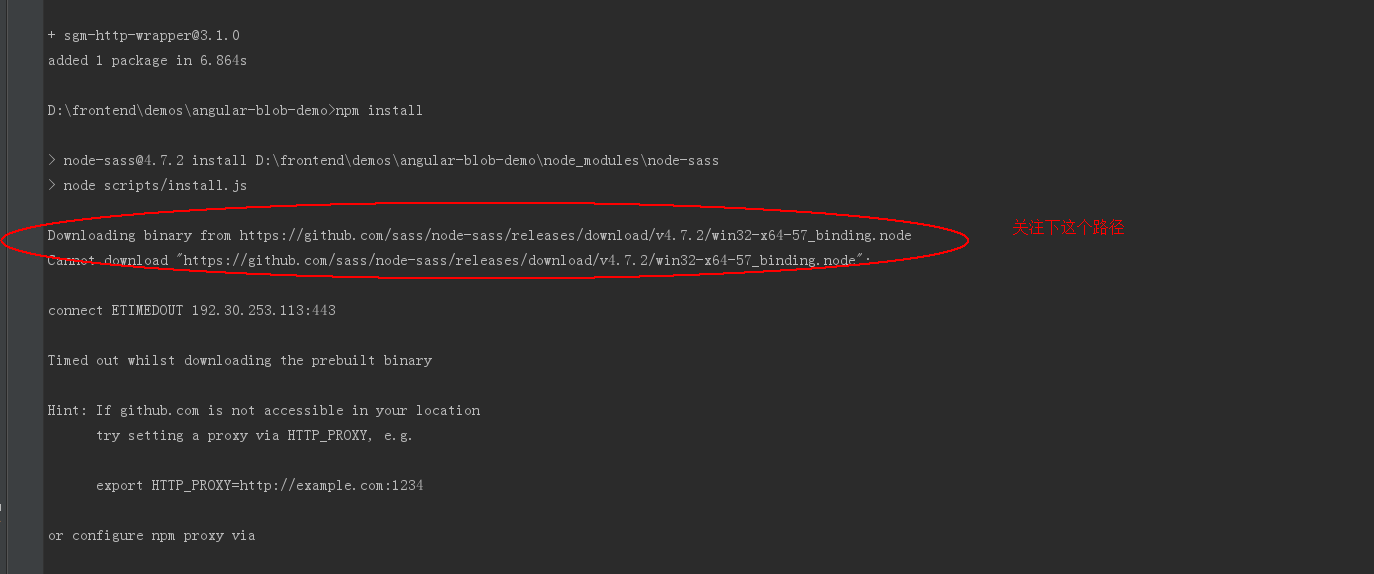 + sgm-http-wrapper@3.1.0
added 1 package in 6.864s
D:\frontend\demos\angular-blob-demo>npm install
> node-sass@4.7.2 install D:\frontend\demos\angular-blob-demo\node_modules\node-sass
> node scripts/install.js
Downloading binary from https://github.com/sass/node-sass/releases/download/v4.7.2/win32-x64-57_binding.node
关注下这个路径
Cannot download "https://github.com/sass/node-sass/releases/download/v4.7.2/win32-x64-57_binding.node":
connect ETIMEDOUT 192.30.253.113:443
Timed out whilst downloading the prebuilt binary
Hint: If github.com is not accessible in your location
try setting a proxy via HTTP_PROXY, e.g.
export HTTP_PROXY=http://example.com:1234
or configure npm proxy via